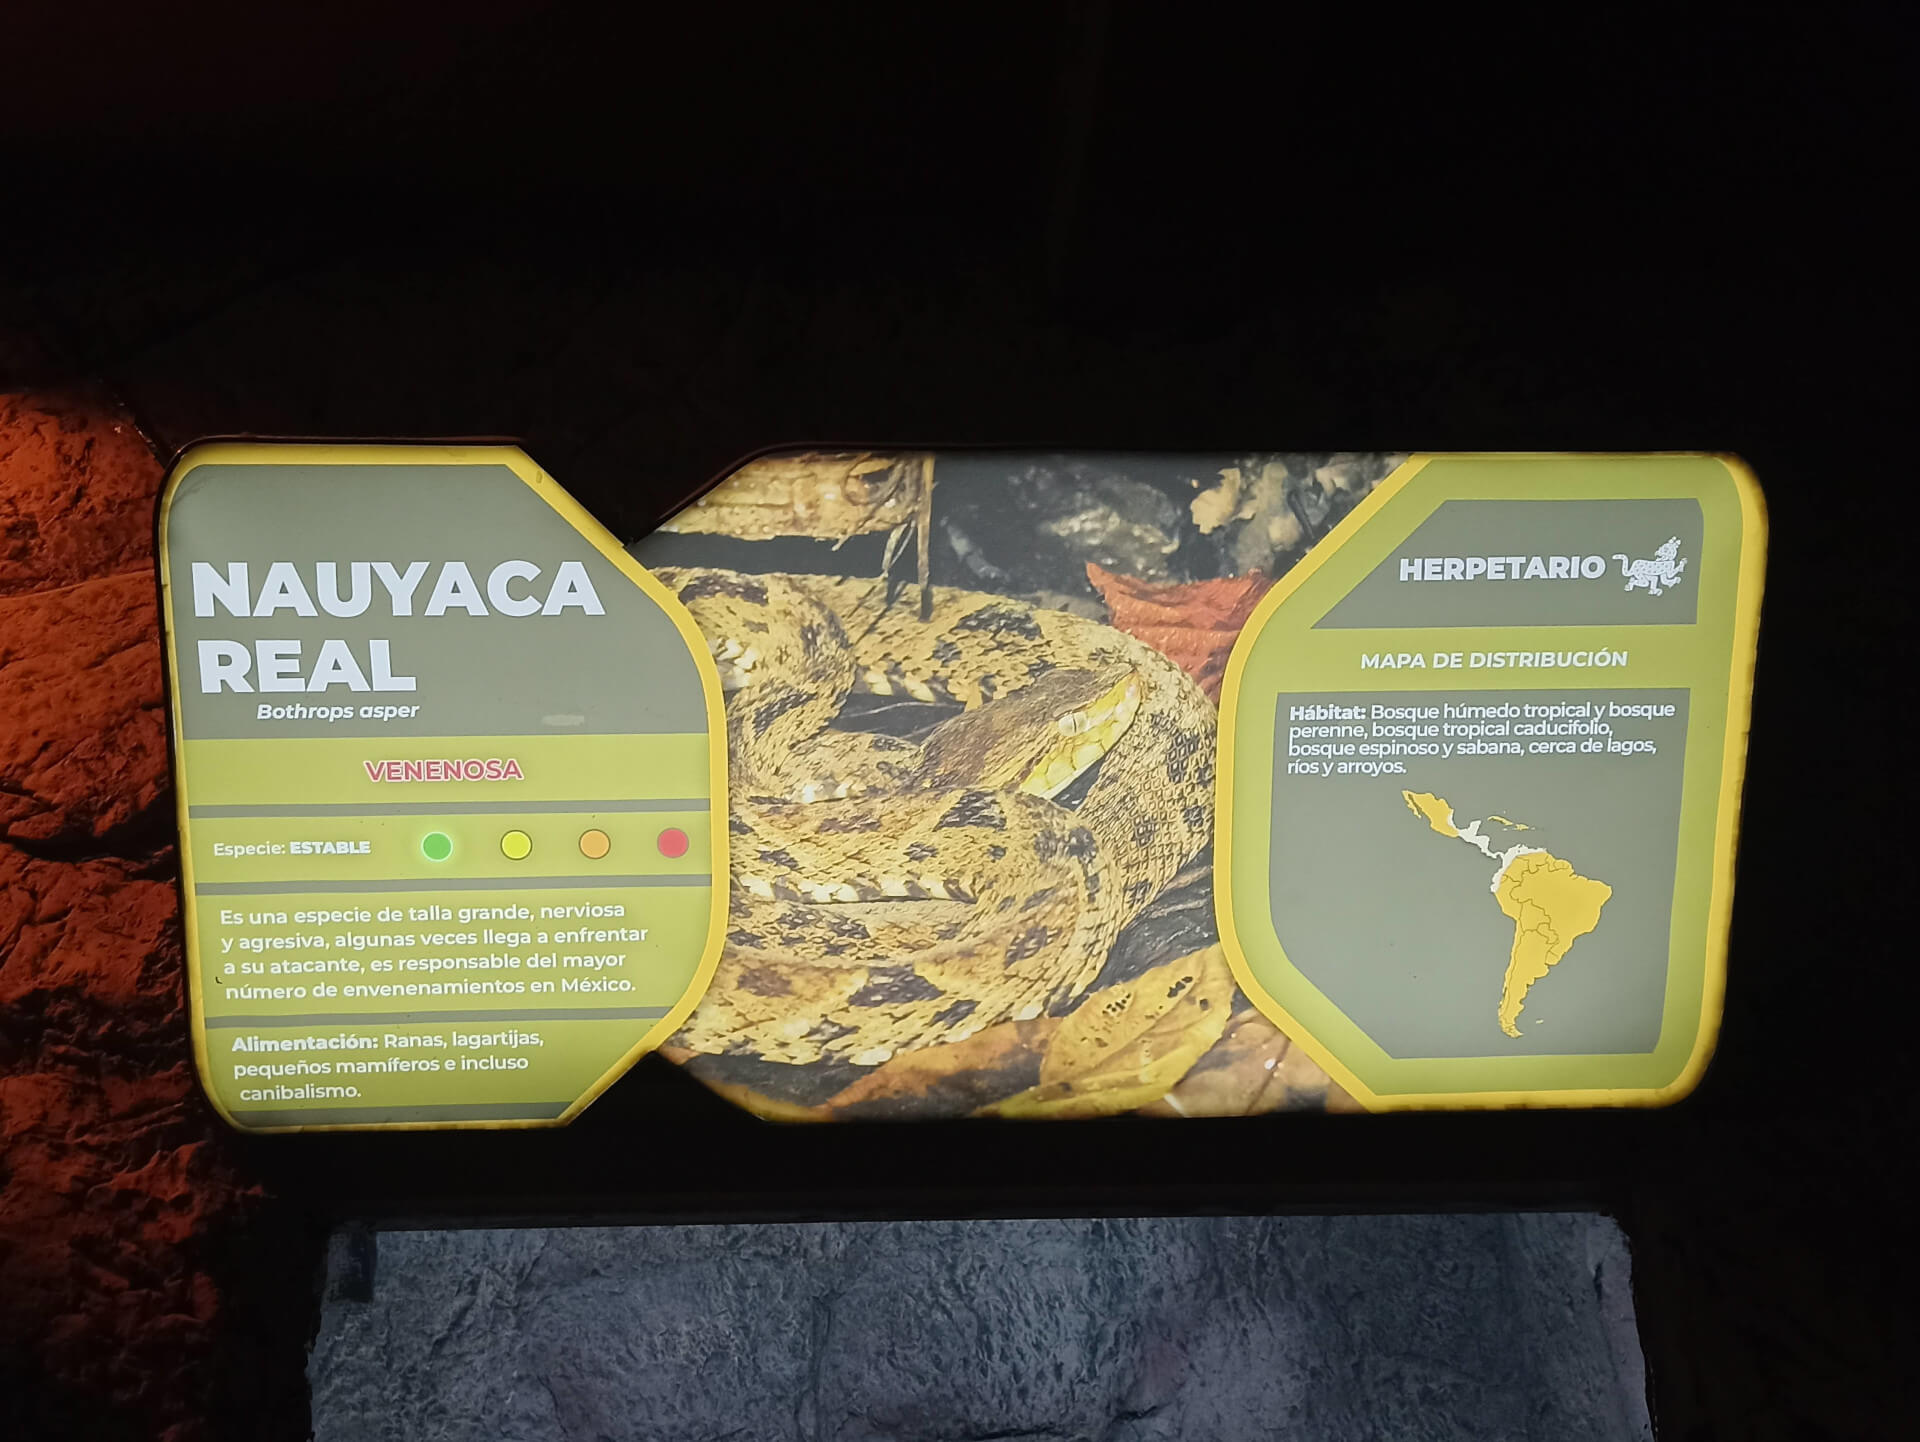 NAUYACA
REAL
Bothrops asper
VENENOSA
Especie: ESTABLE
Es una especie de talla grande, nerviosa
y agresiva, algunas veces llega a enfrentar
a su atacante, es responsable del mayor
número de envenenamientos en México.
Alimentación: Ranas, lagartijas,
pequeños mamíferos e incluso
canibalismo.
HERPETARIO
MAPA DE DISTRIBUCIÓN
Hábitat: Bosque húmedo tropical y bosque
perenne, bosque tropical caducifolio,
bosque espinoso y sabana, cerca de lagos,
ríos y arroyos.